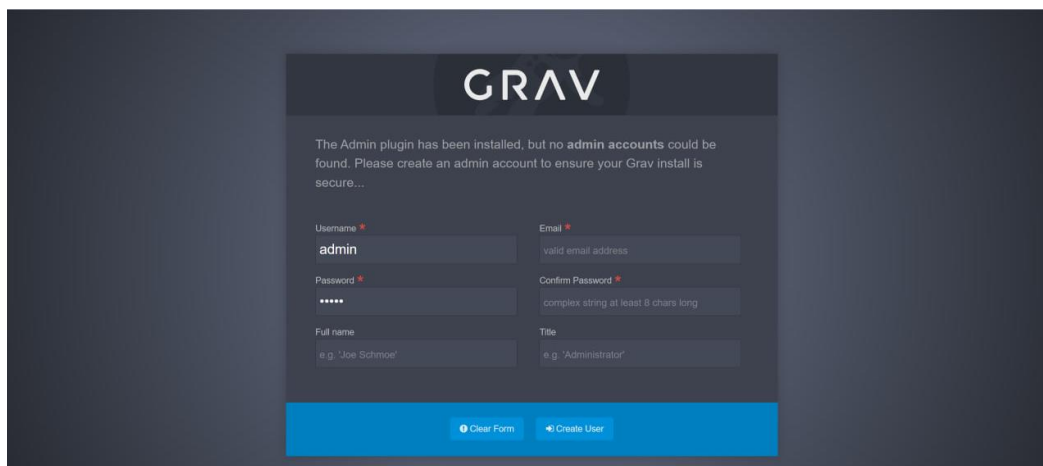 GRAV
The Admin plugin has been installed, but no admin accounts could be
found. Please create an admin account to ensure your Grav install is
secure...
Username *
Email *
admin
valid email address
Password *
Confirm Password *
•••••
complex string at least 8 chars long
Full name
Title
e.g. 'Joe Schmoe'
e.g. 'Administrator'
Clear Form
Create User